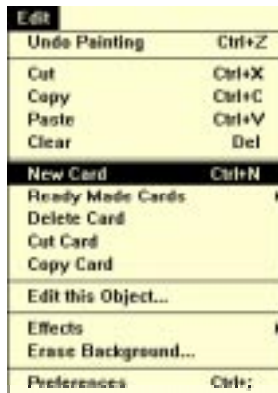 Edit
Undo Painting Ctrl+Z
Cut Ctrl+X
Copy Ctrl+C
Paste Ctrl+V
Clear Del
New Card Ctrl+N
Ready Made Cards
Delete Card
Cut Card
Copy Card
Edit this Object...
Effects
Erase Background...
Preferences Ctrl+;